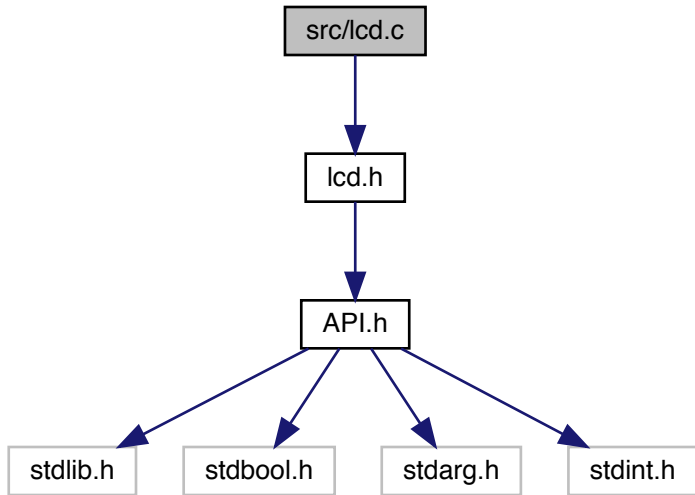 src/lcd.c
lcd.h
API.h
stdlib.h
stdbool.h
stdarg.h
stdint.h